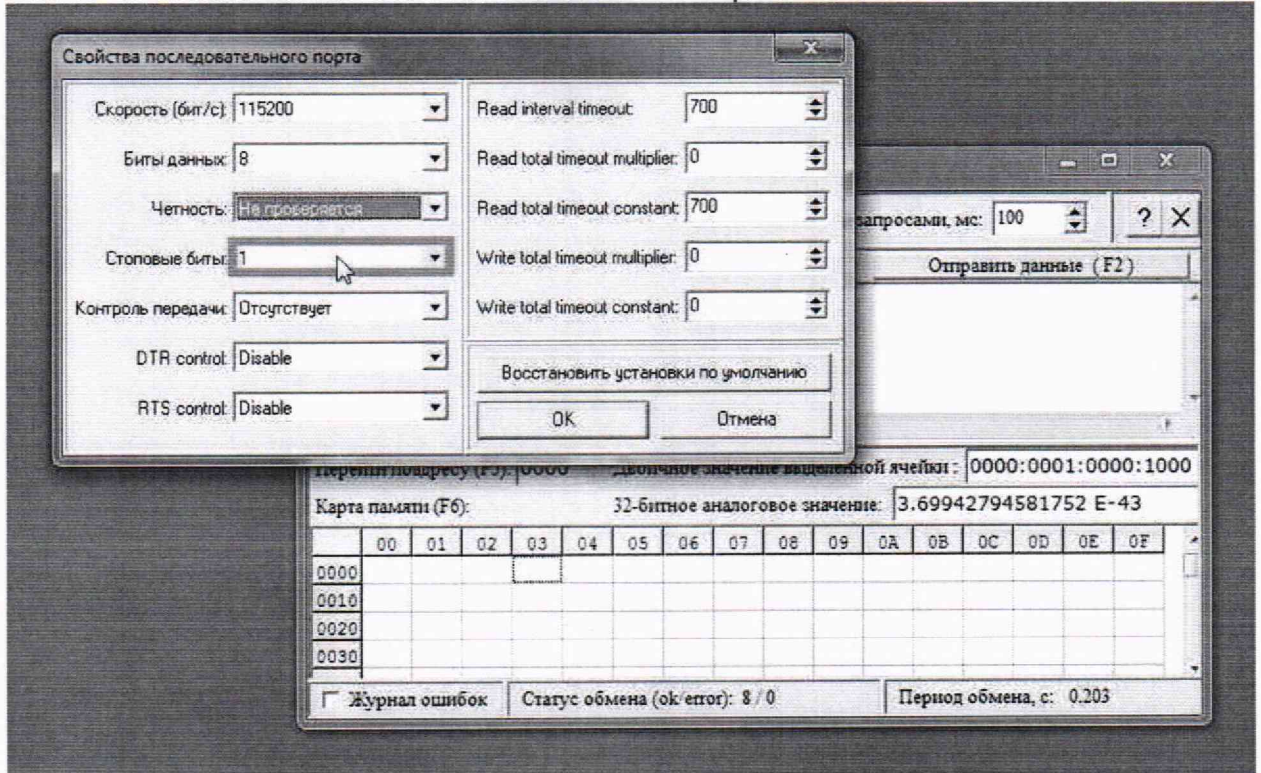 Свойства последовательного порта
Скорость (бит/с): 115200
Биты данных: 8
Четность: Не проверяется
Стоповые биты: 1
Контроль передачи: Отсутствует
DTR control: Disable
RTS control: Disable
Read interval timeout: 700
Read total timeout multiplier: 0
Read total timeout constant: 700
Write total timeout multiplier: 0
Write total timeout constant: 0
Восстановить установки по умолчанию
OK
Отмена
запросами, мс: 100
? X
Отправить данные (F2)
Перейти по адресу (F5): 0000 Двоичное значение выделенной ячейки: 0000:0001:0000:1000
Карта памяти (F6): 32-битное аналоговое значение: 3.69942794581752 E-43
00 01 02 03 04 05 06 07 08 09 0A 0B 0C 0D 0E 0F
0000
0010
0020
0030
Журнал ошибок Статус обмена (ok/error): 8 / 0 Период обмена, с: 0.203